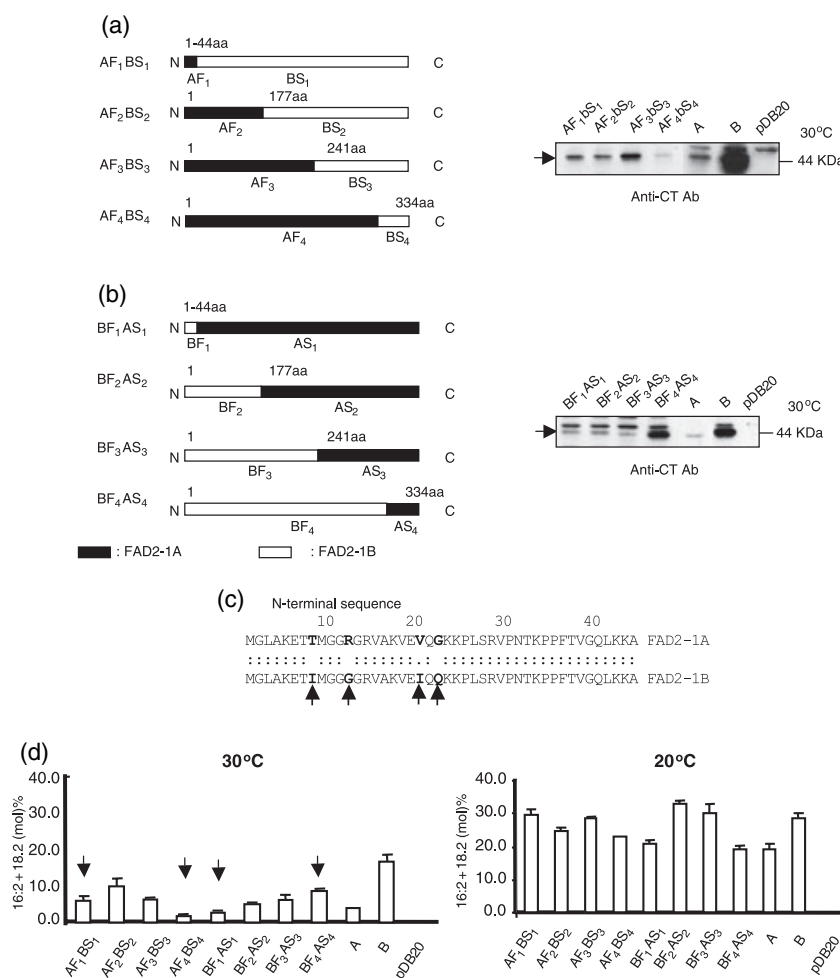 (a)
1-44aa
AF₁BS₁ N C
AF₁ BS₁
1 177aa
AF₂BS₂ N C
AF₂ BS₂
1 241aa
AF₃BS₃ N C
AF₃ BS₃
1 334aa
AF₄BS₄ N C
AF₄ BS₄
AF₁bS₁ AF₂bS₂ AF₃bS₃ AF₄bS₄ A B pDB20
30°C
44 KDa
Anti-CT Ab
(b)
1-44aa
BF₁AS₁ N C
BF₁ AS₁
1 177aa
BF₂AS₂ N C
BF₂ AS₂
1 241aa
BF₃AS₃ N C
BF₃ AS₃
1 334aa
BF₄AS₄ N C
BF₄ AS₄
: FAD2-1A : FAD2-1B
BF₁AS₁ BF₂AS₂ BF₃AS₃ BF₄AS₄ A B pDB20
30°C
44 KDa
Anti-CT Ab
(c)
N-terminal sequence
10 20 30 40
MGLAKETTMGGRGRVAKVEVQGKKPLSRVPNTKPPFTVGQLKKA FAD2-1A
MGLAKETIMGGGGRVAKVEIQQKKPLSRVPNTKPPFTVGQLKKA FAD2-1B
(d)
30°C
16:2 + 18.2 (mol)%
40.0
30.0
20.0
10.0
0.0
AF₁BS₁ AF₂BS₂ AF₃BS₃ AF₄BS₄ BF₁AS₁ BF₂AS₂ BF₃AS₃ BF₄AS₄ A B pDB20
20°C
16:2 + 18.2 (mol)%
40.0
30.0
20.0
10.0
0.0
AF₁BS₁ AF₂BS₂ AF₃BS₃ AF₄BS₄ BF₁AS₁ BF₂AS₂ BF₃AS₃ BF₄AS₄ A B pDB20